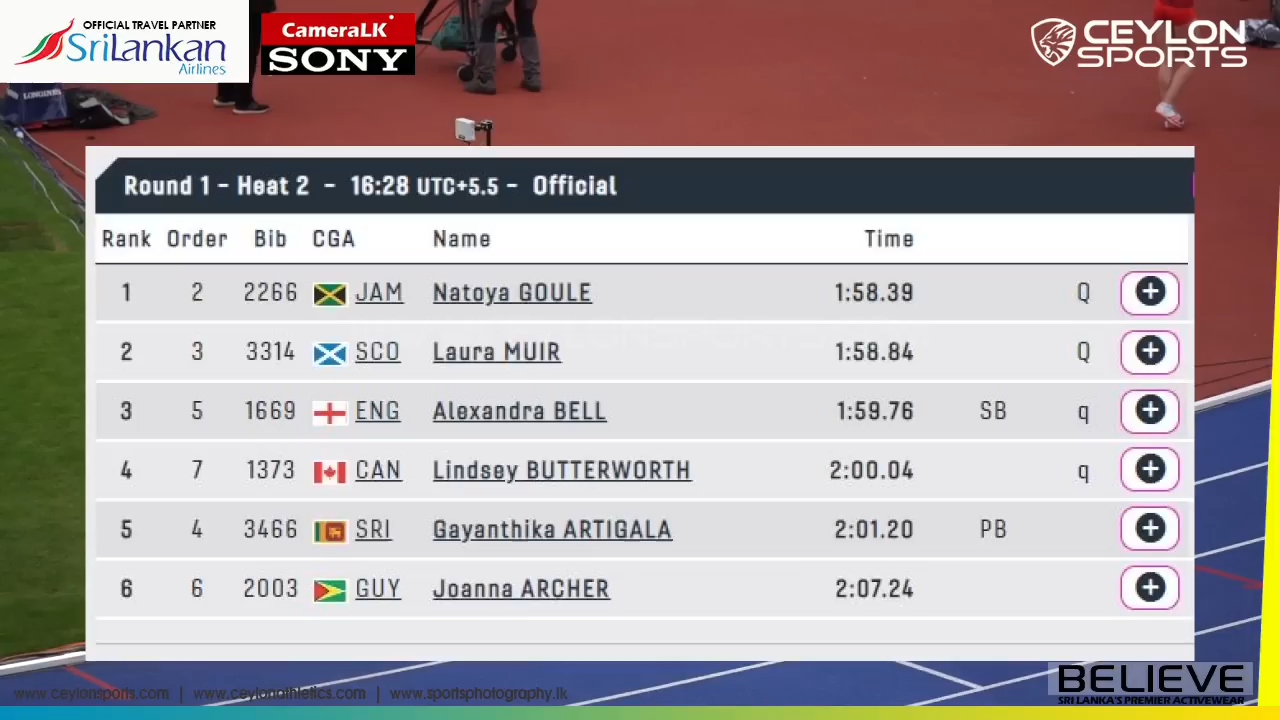 OFFICIAL TRAVEL PARTNER
SriLankan
Airlines
CameraLK
SONY
CEYLON
SPORTS
LONGINES
Round 1 - Heat 2 - 16:28 UTC+5.5 - Official
Rank Order Bib CGA Name Time
1 2 2266 JAM Natoya GOULE 1:58.39 Q
2 3 3314 SCO Laura MUIR 1:58.84 Q
3 5 1669 ENG Alexandra BELL 1:59.76 SB q
4 7 1373 CAN Lindsey BUTTERWORTH 2:00.04 q
5 4 3466 SRI Gayanthika ARTIGALA 2:01.20 PB
6 6 2003 GUY Joanna ARCHER 2:07.24
www.ceylonsports.com | www.ceylonathletics.com | www.sportsphotography.lk
BELIEVE
SRI LANKA'S PREMIER ACTIVEWEAR